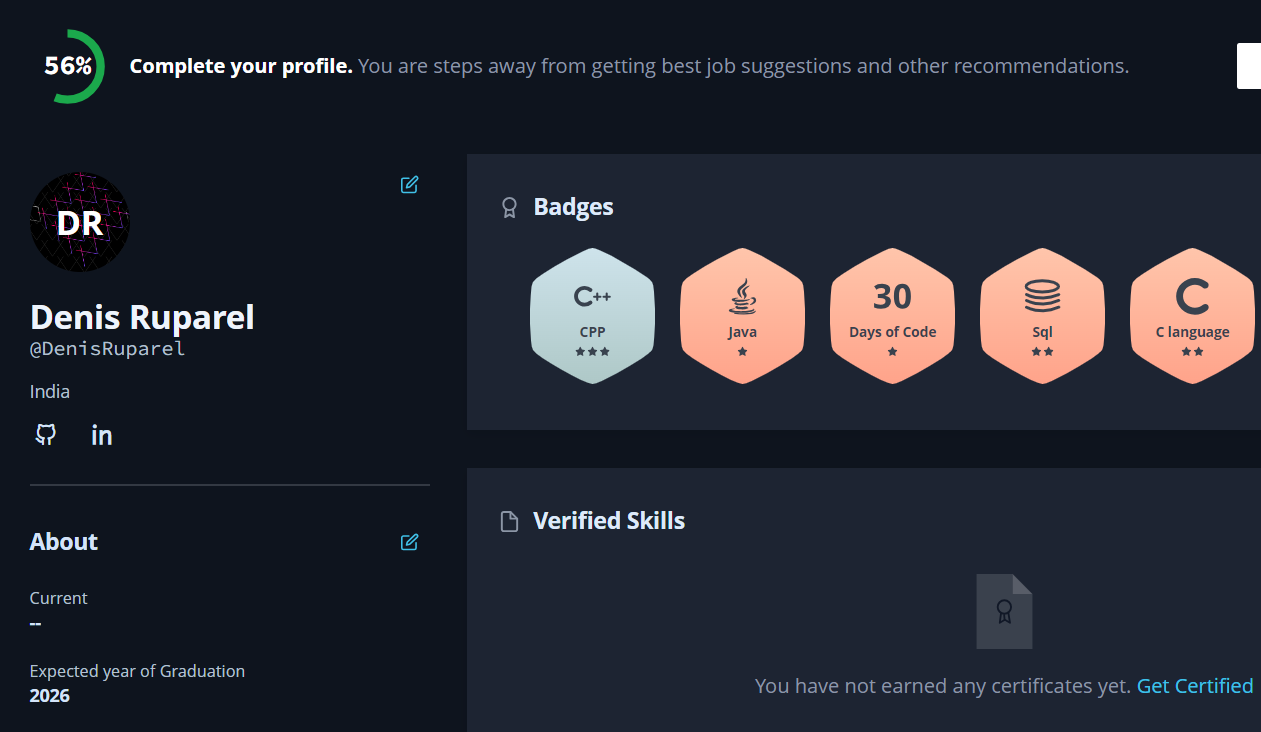 56%
Complete your profile. You are steps away from getting best job suggestions and other recommendations.
DR
Denis Ruparel
@DenisRuparel
India
in
About
Current
--
Expected year of Graduation
2026
Badges
C++
CPP
Java
30
Days of Code
Sql
C
C language
Verified Skills
You have not earned any certificates yet. Get Certified